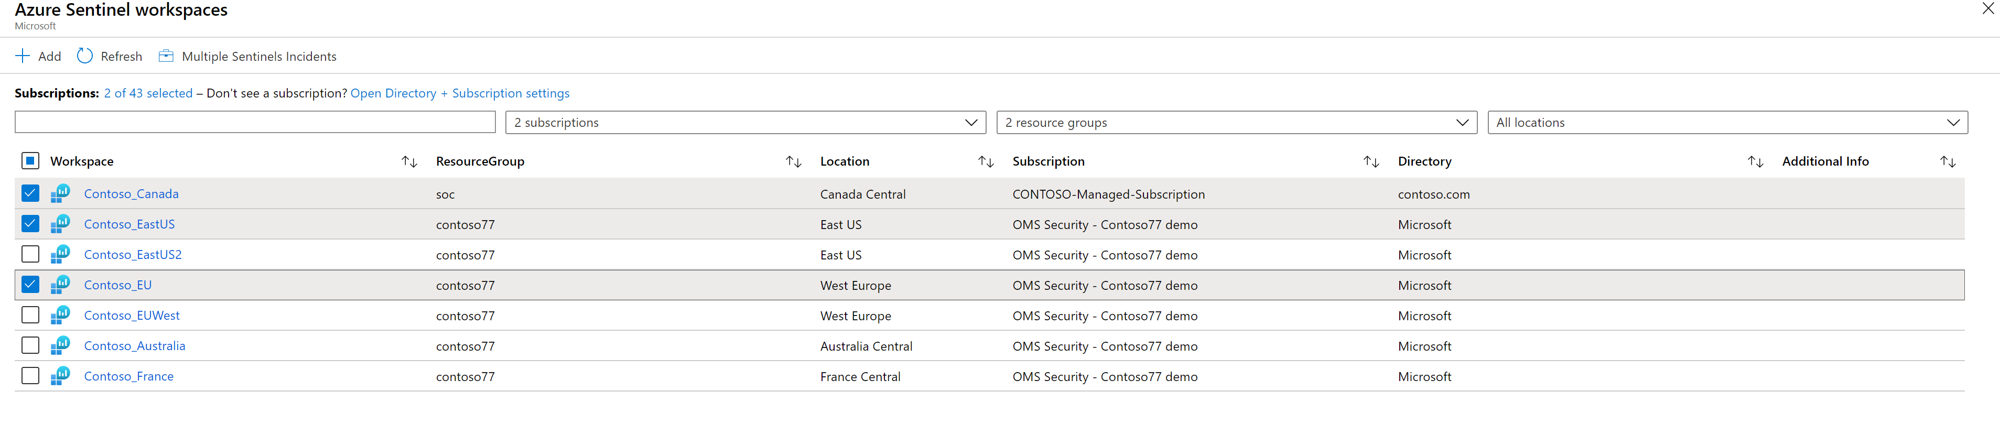 Azure Sentinel workspaces
Microsoft
Add Refresh Multiple Sentinels Incidents
Subscriptions: 2 of 43 selected – Don't see a subscription? Open Directory + Subscription settings
2 subscriptions 2 resource groups All locations
Workspace ResourceGroup Location Subscription Directory Additional Info
Contoso_Canada soc Canada Central CONTOSO-Managed-Subscription contoso.com
Contoso_EastUS contoso77 East US OMS Security - Contoso77 demo Microsoft
Contoso_EastUS2 contoso77 East US OMS Security - Contoso77 demo Microsoft
Contoso_EU contoso77 West Europe OMS Security - Contoso77 demo Microsoft
Contoso_EUWest contoso77 West Europe OMS Security - Contoso77 demo Microsoft
Contoso_Australia contoso77 Australia Central OMS Security - Contoso77 demo Microsoft
Contoso_France contoso77 France Central OMS Security - Contoso77 demo Microsoft